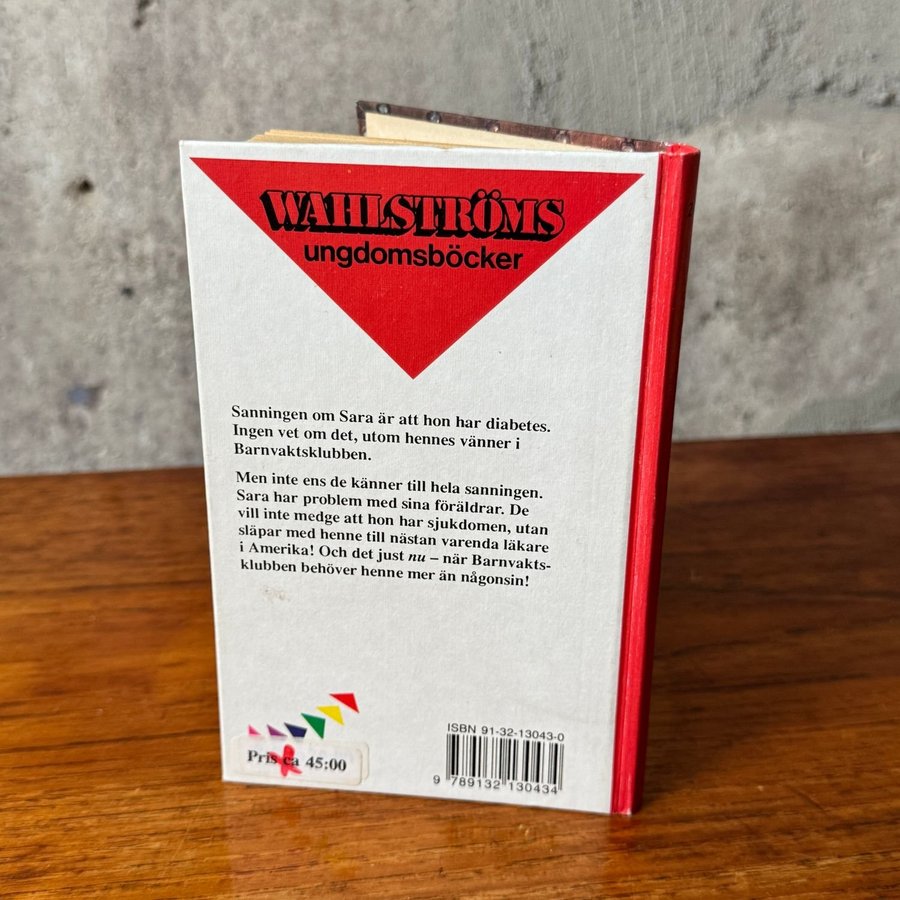 WAHLSTRÖMS
ungdomsböcker
Sanningen om Sara är att hon har diabetes.
Ingen vet om det, utom hennes vänner i
Barnvaktsklubben.
Men inte ens de känner till hela sanningen.
Sara har problem med sina föräldrar. De
vill inte medge att hon har sjukdomen, utan
släpar med henne till nästan varenda läkare
i Amerika! Och det just nu – när Barnvakts-
klubben behöver henne mer än någonsin!
Pris ca 45:00
ISBN 91-32-13043-0
9 789132 130434